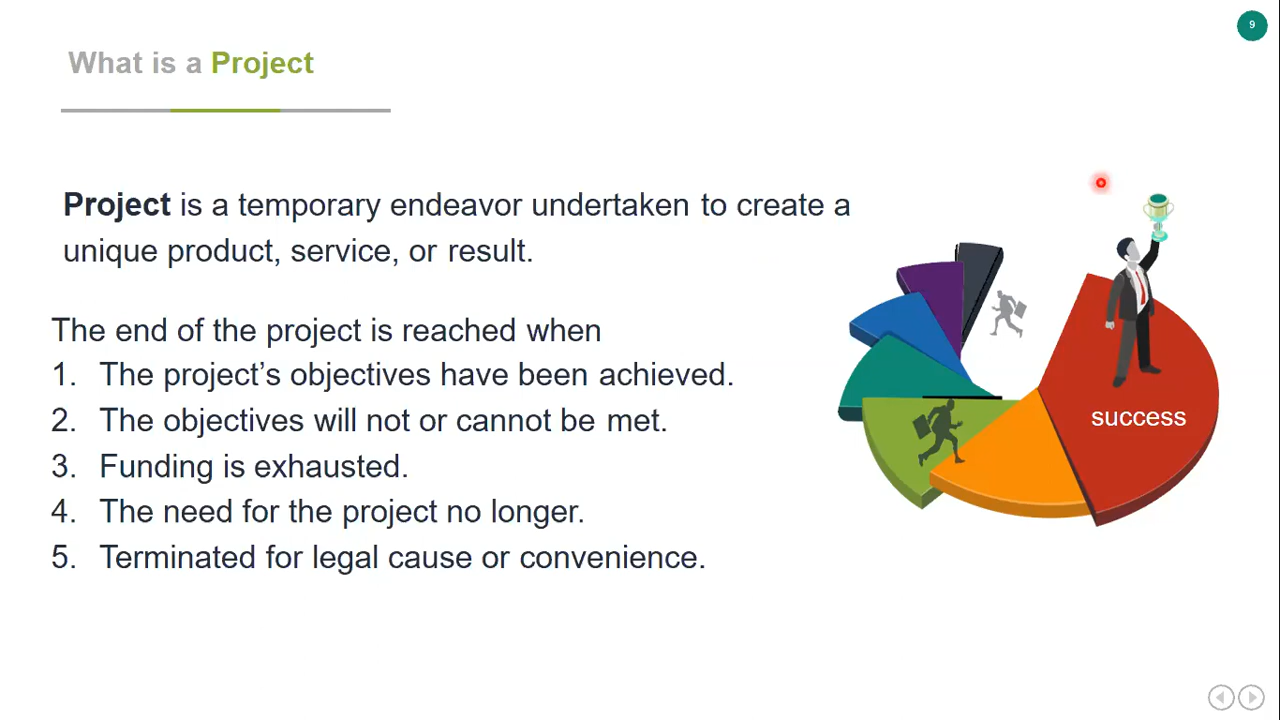 9
What is a Project
Project is a temporary endeavor undertaken to create a
unique product, service, or result.
The end of the project is reached when
1. The project’s objectives have been achieved.
2. The objectives will not or cannot be met.
3. Funding is exhausted.
4. The need for the project no longer.
5. Terminated for legal cause or convenience.
success